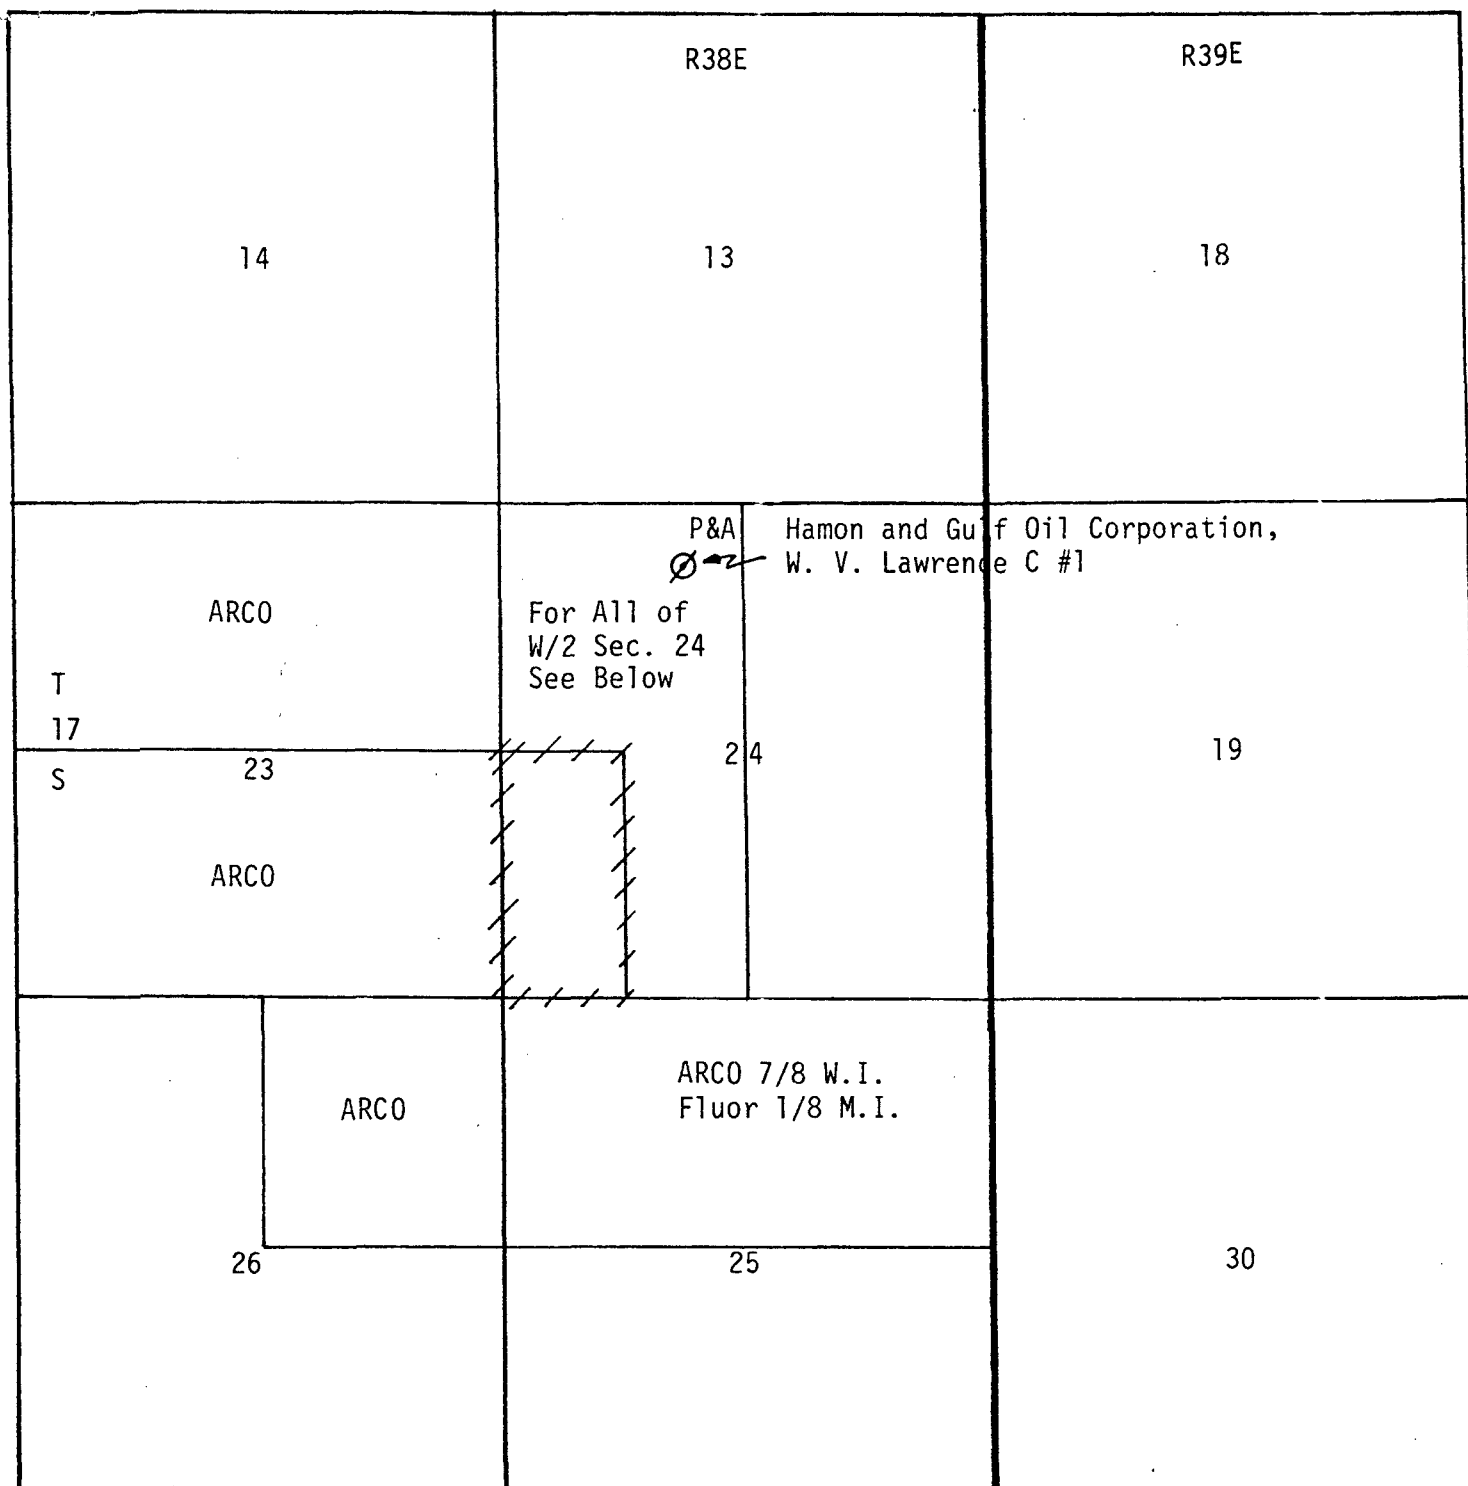 R38E
R39E
14
13
18
P&A
Hamon and Gulf Oil Corporation,
W. V. Lawrence C #1
ARCO
For All of
W/2 Sec. 24
See Below
T
17
S
23
24
19
ARCO
ARCO
ARCO 7/8 W.I.
Fluor 1/8 M.I.
26
25
30